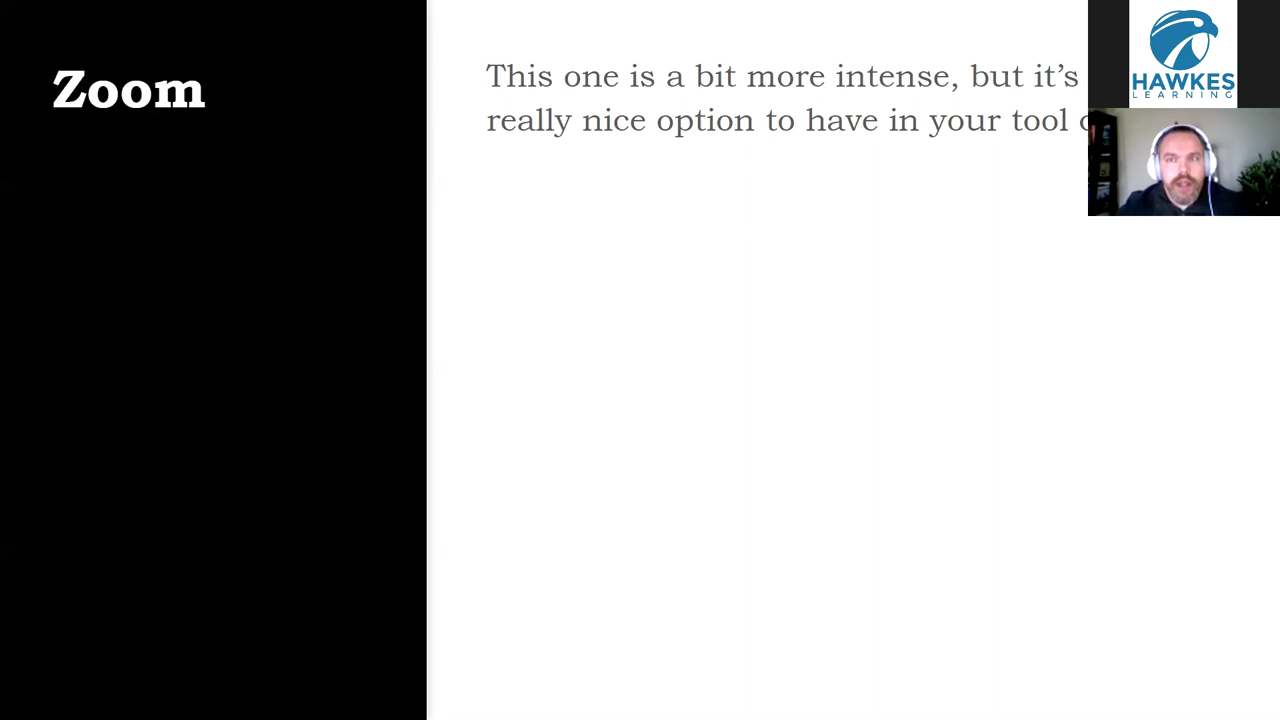 Zoom
This one is a bit more intense, but it's
really nice option to have in your tool
HAWKES
LEARNING